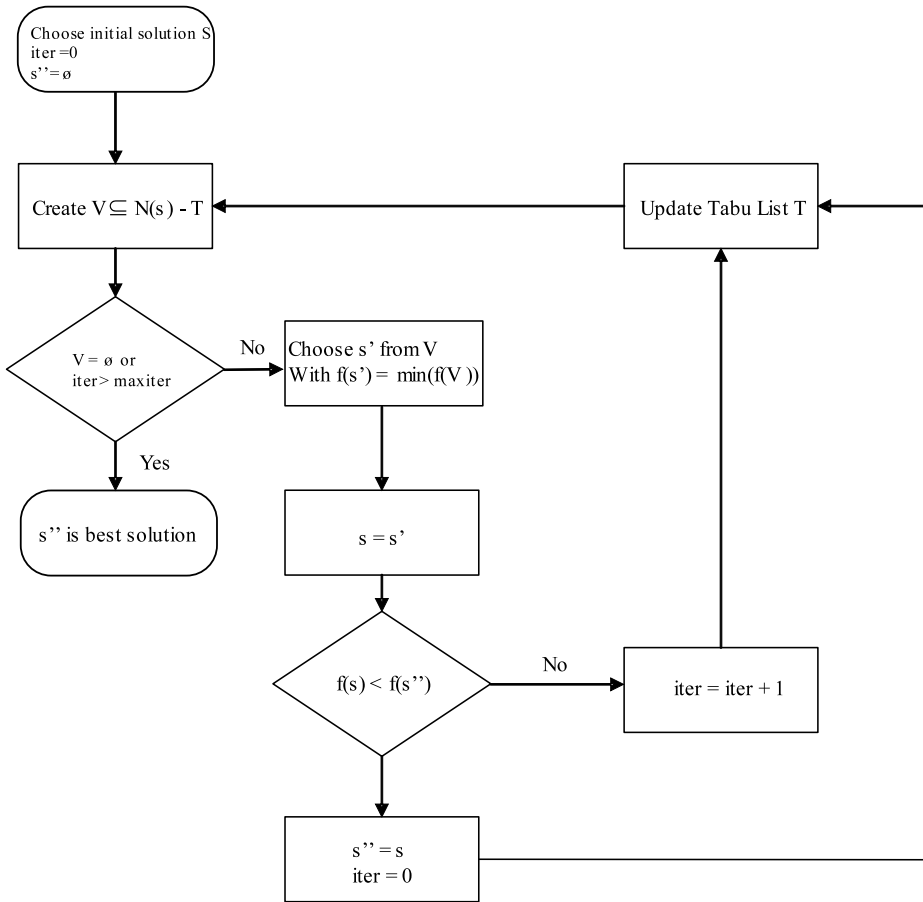 Choose initial solution S
iter =0
s’’= ø
Create V⊆ N(s) - T
Update Tabu List T
V = ø or
iter> maxiter
No
Choose s’ from V
With f(s’) = min(f(V))
Yes
s’’ is best solution
s = s’
f(s) < f(s’’)
No
iter = iter + 1
s’’ = s
iter = 0